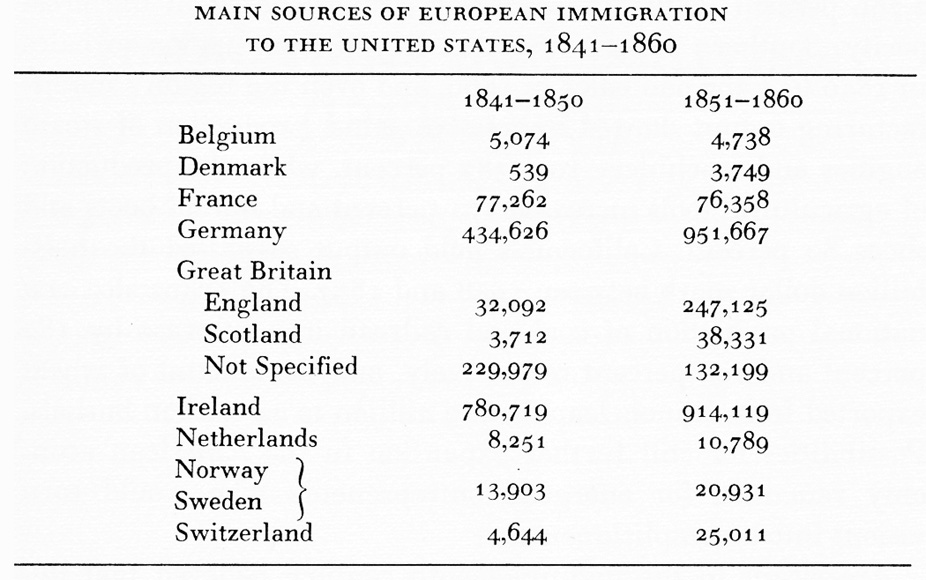 MAIN SOURCES OF EUROPEAN IMMIGRATION
TO THE UNITED STATES, 1841–1860
1841–1850 1851–1860
Belgium 5,074 4,738
Denmark 539 3,749
France 77,262 76,358
Germany 434,626 951,667
Great Britain
England 32,092 247,125
Scotland 3,712 38,331
Not Specified 229,979 132,199
Ireland 780,719 914,119
Netherlands 8,251 10,789
Norway
Sweden 13,903 20,931
Switzerland 4,644 25,011